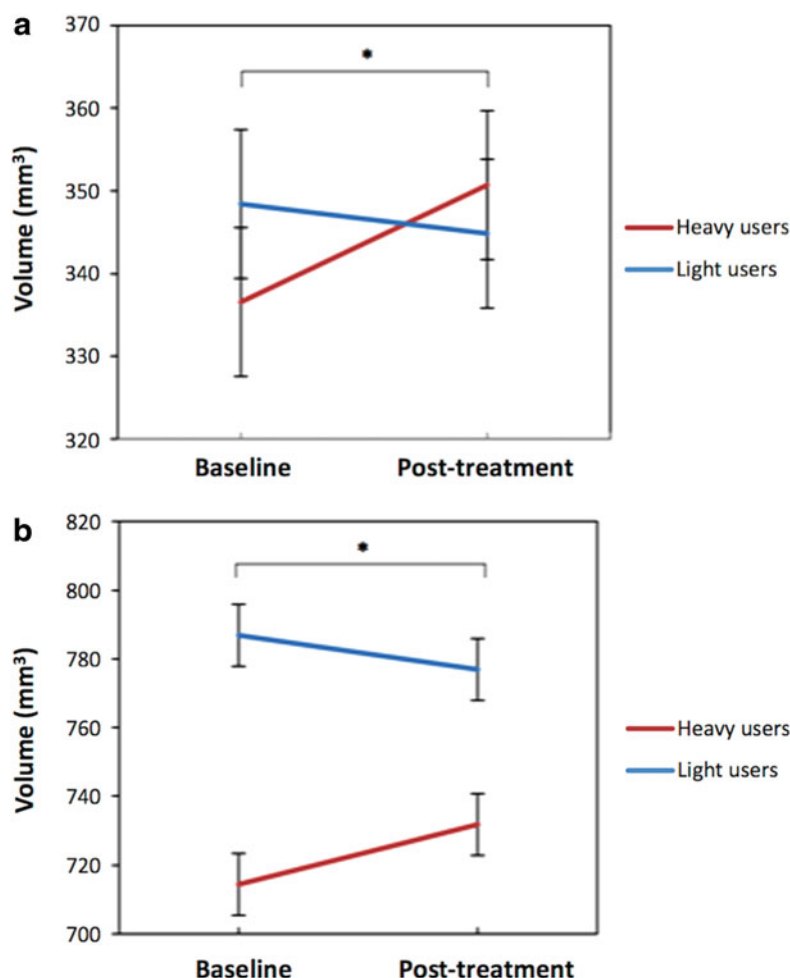 a
370
360
350
340
330
320
Volume (mm³)
*
Baseline Post-treatment
Heavy users
Light users
b
820
800
780
760
740
720
700
Volume (mm³)
*
Baseline Post-treatment
Heavy users
Light users